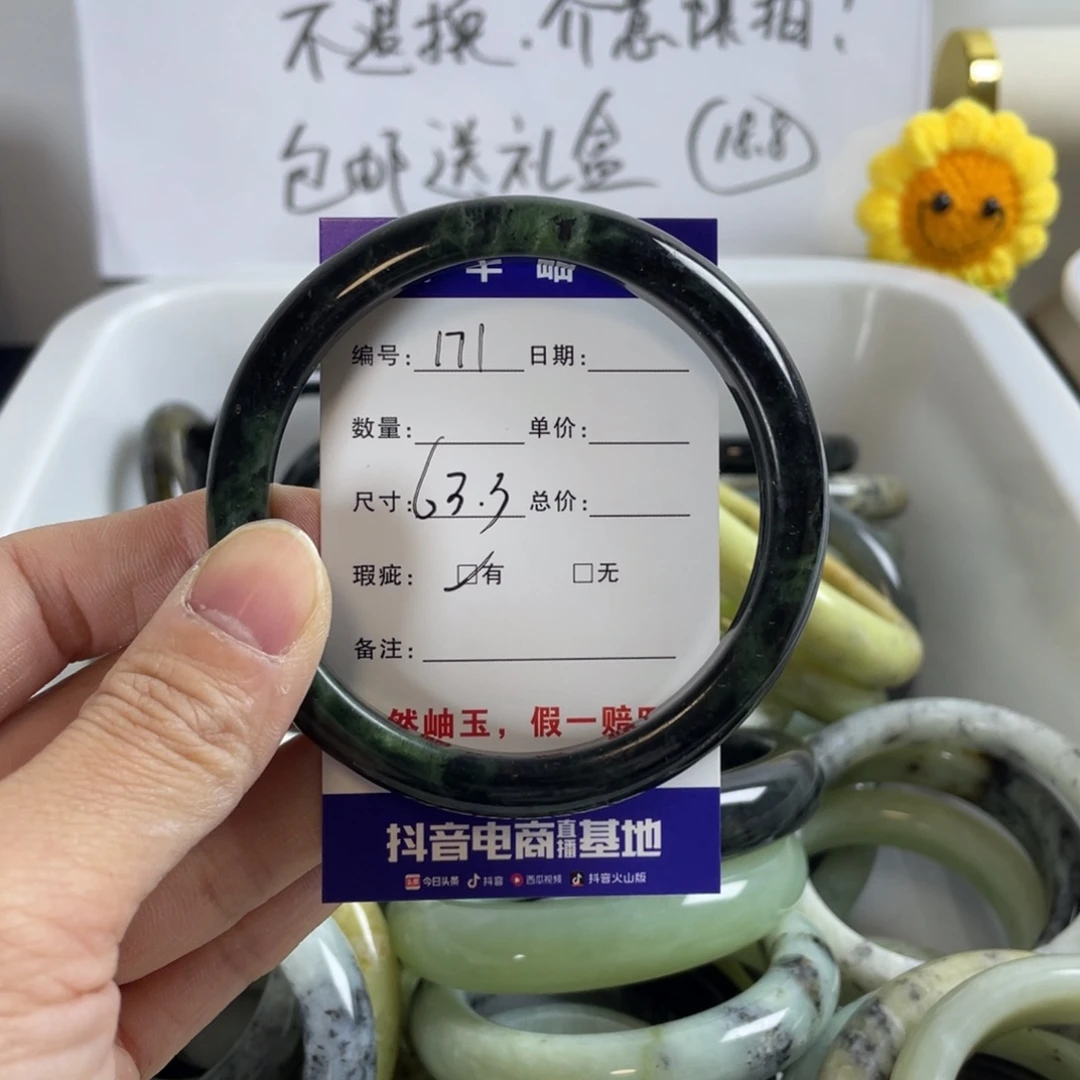 不退换.介意慎拍!
包邮送礼盒 18.8
编号: 171 日期:
数量: 单价:
尺寸: 63.3 总价:
瑕疵: 有 无
备注:
然岫玉,假一赔
抖音电商直播基地
今日头条 抖音 西瓜视频 抖音火山版